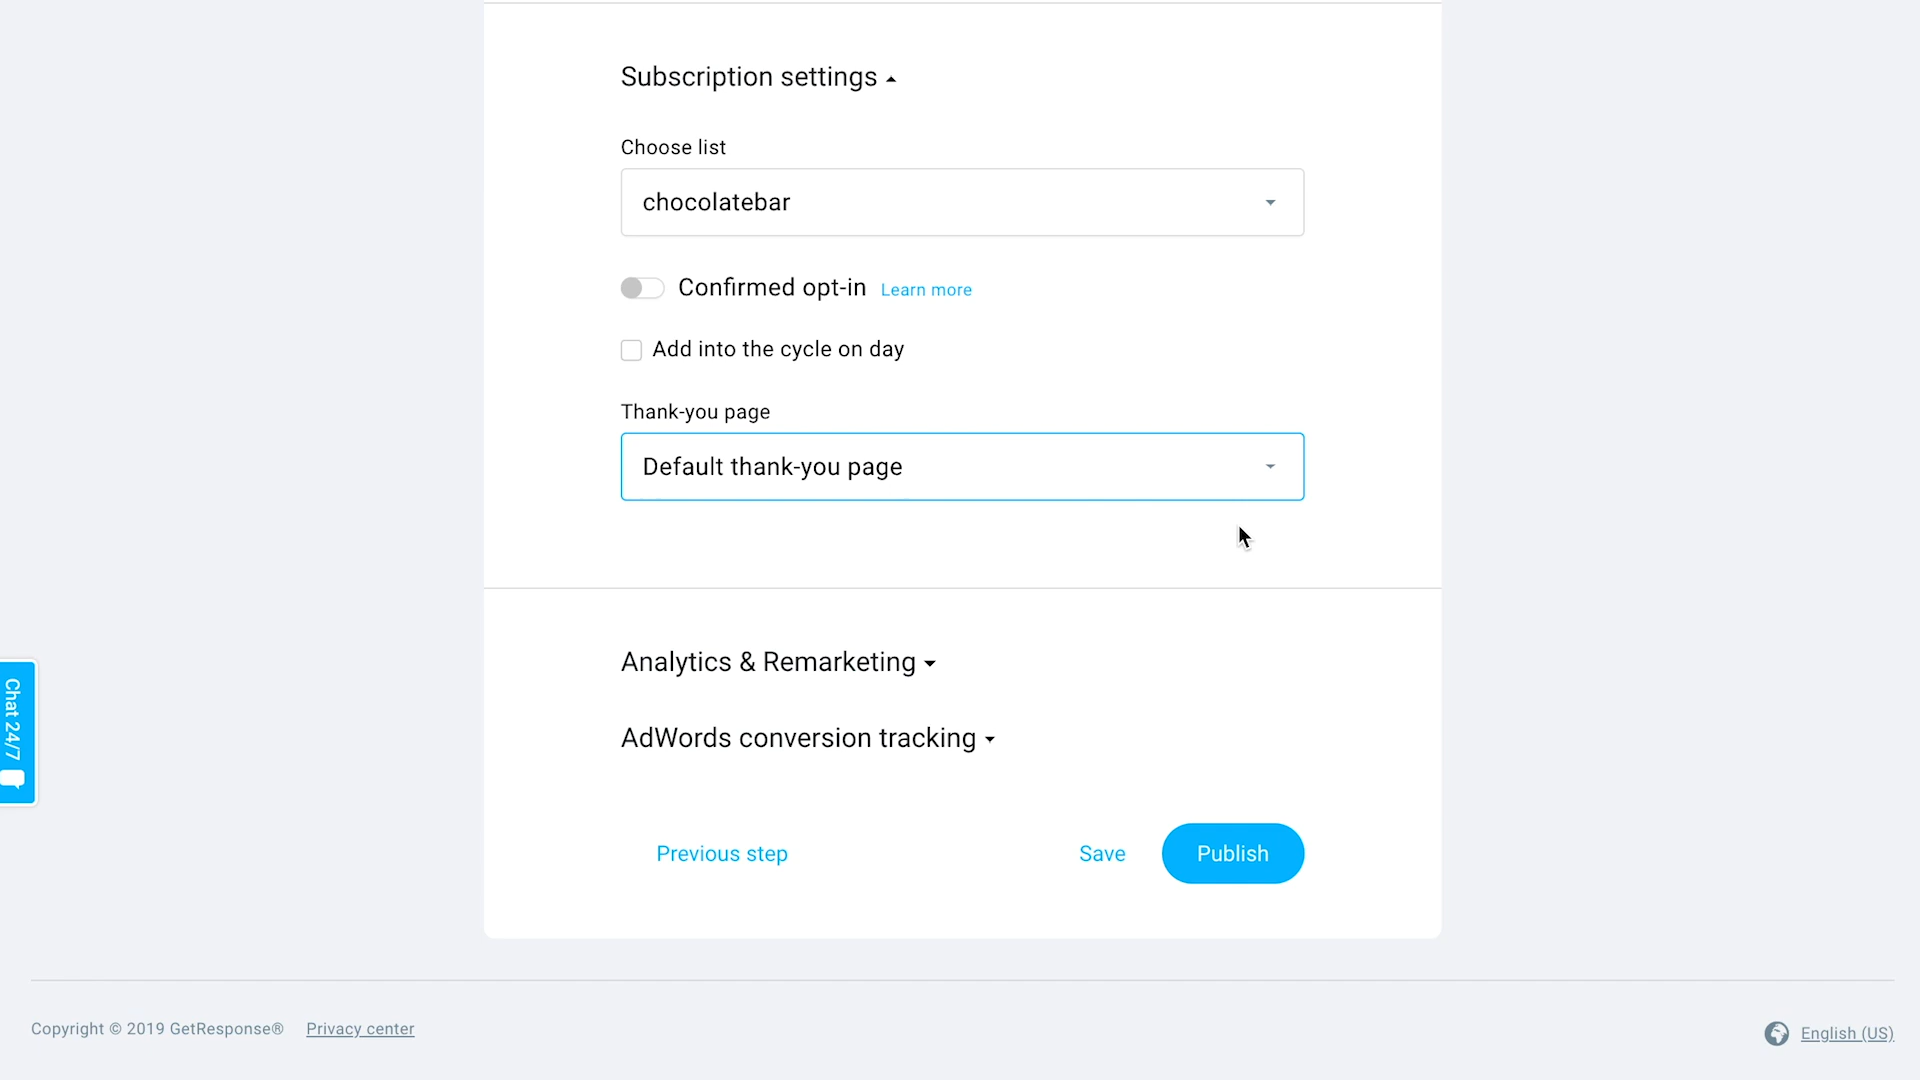 Subscription settings
Choose list
chocolatebar
Confirmed opt-in Learn more
Add into the cycle on day
Thank-you page
Default thank-you page
Analytics & Remarketing
AdWords conversion tracking
Chat 24/7
Previous step Save Publish
Copyright © 2019 GetResponse® Privacy center English (US)